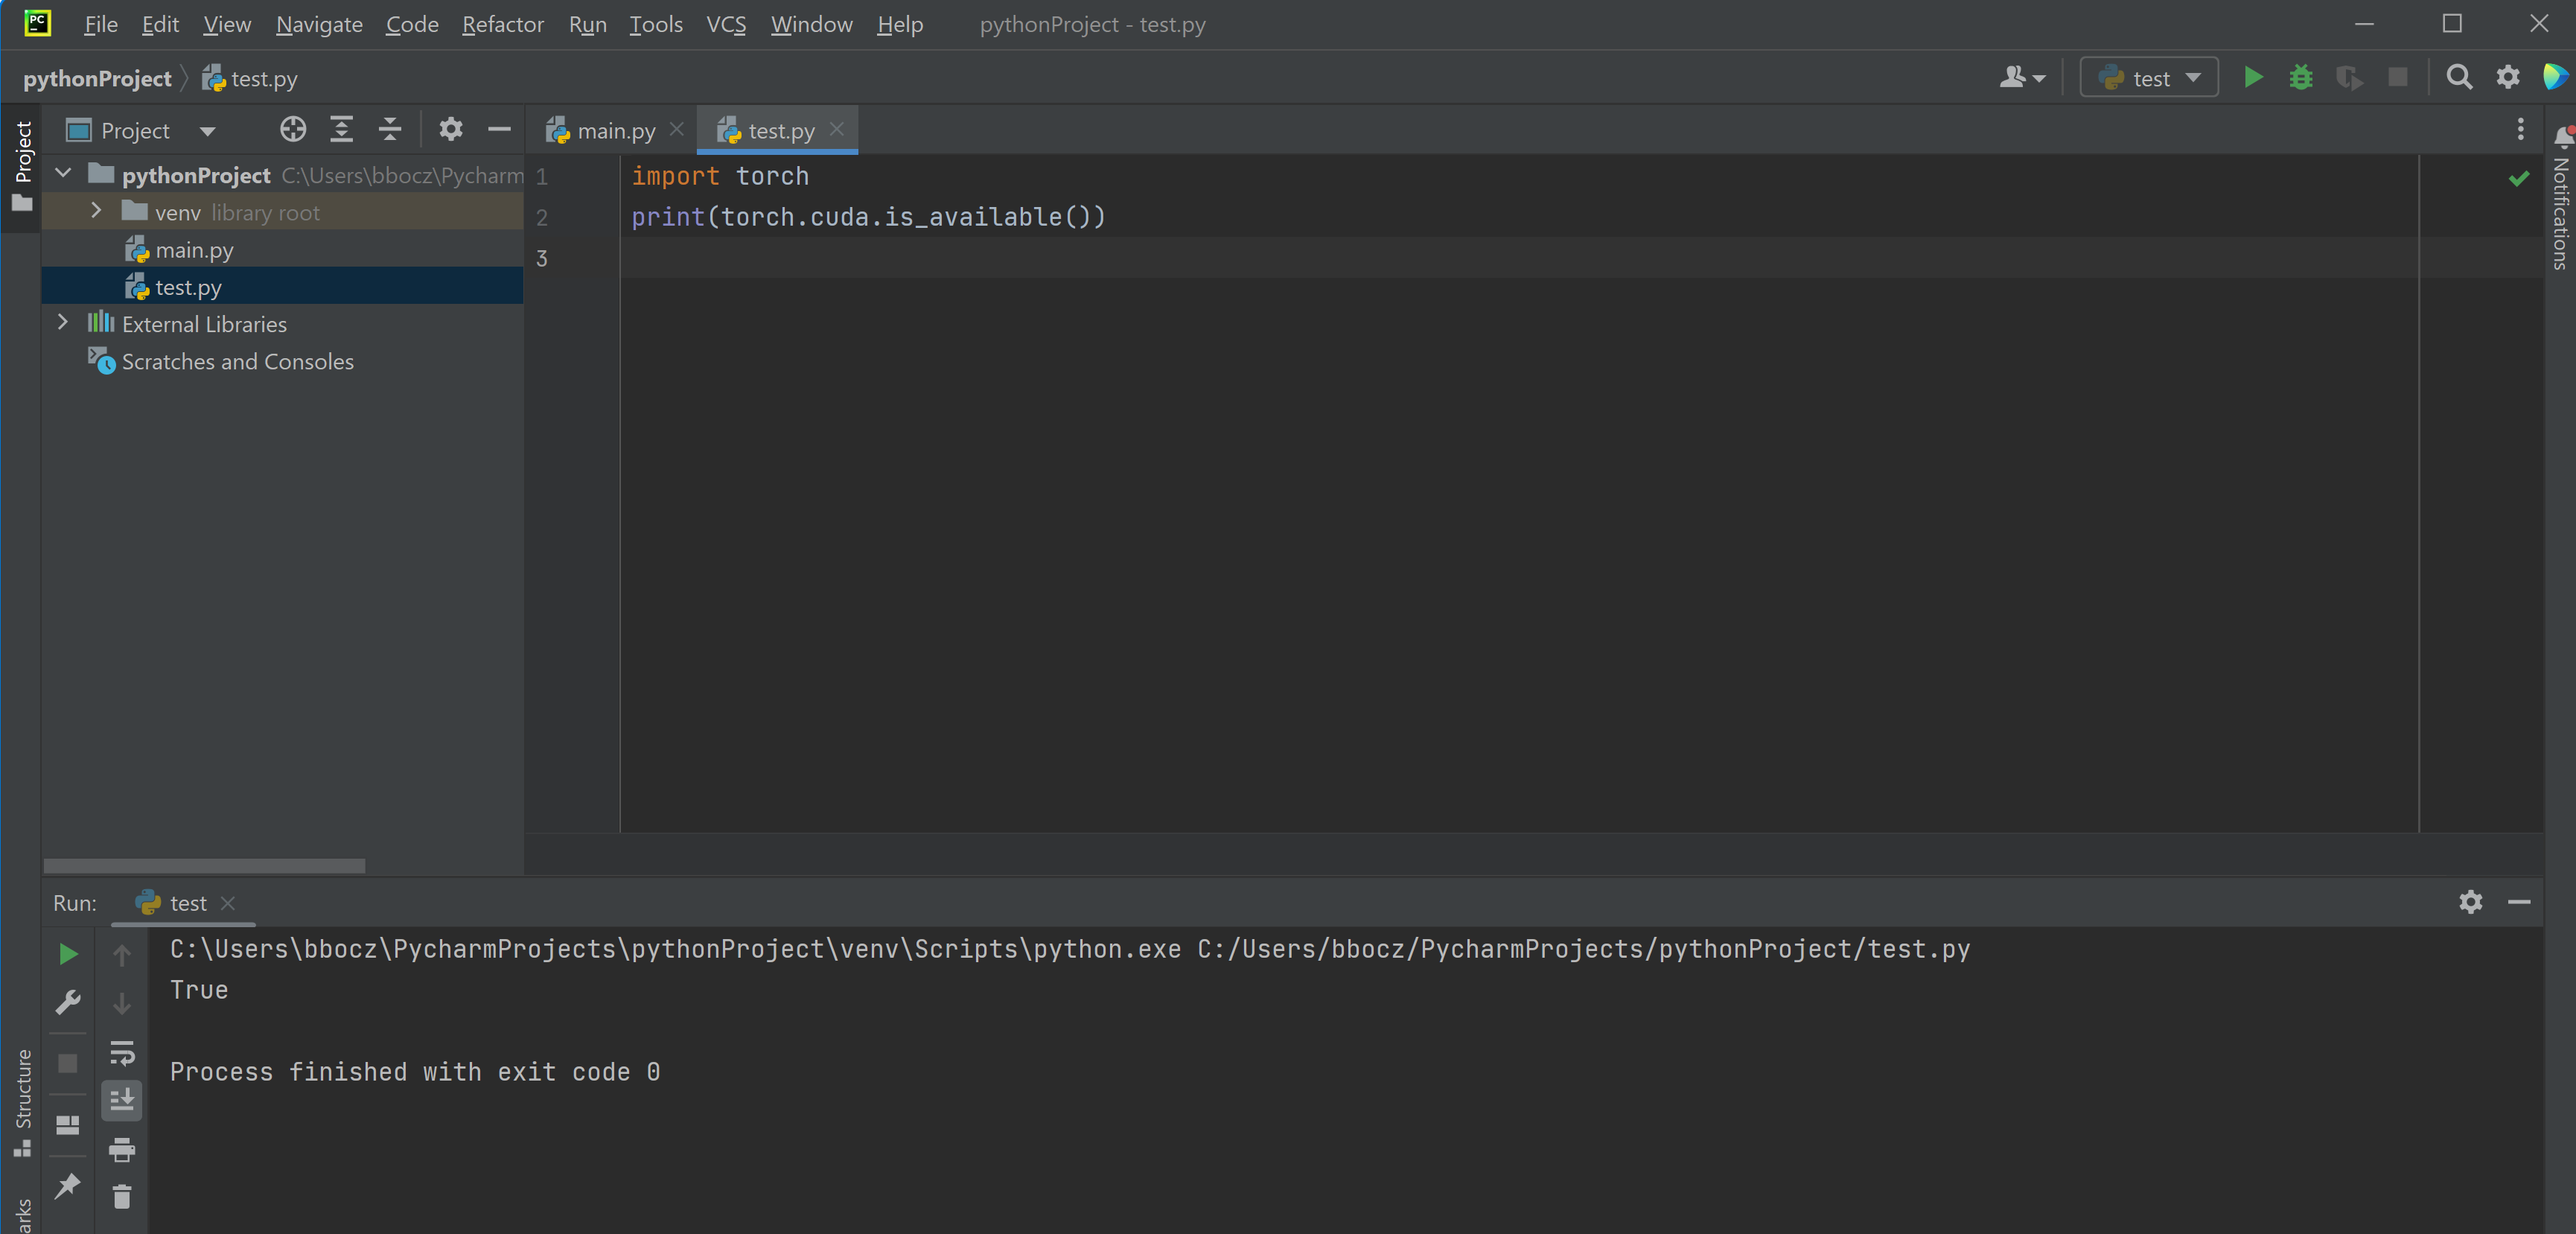 PC
File Edit View Navigate Code Refactor Run Tools VCS Window Help pythonProject - test.py
pythonProject test.py
test
Project
Project
main.py
test.py
pythonProject C:\Users\bbocz\Pycharm
venv library root
main.py
test.py
External Libraries
Scratches and Consoles
1 import torch
2 print(torch.cuda.is_available())
3
Notifications
Run: test
C:\Users\bbocz\PycharmProjects\pythonProject\venv\Scripts\python.exe C:/Users/bbocz/PycharmProjects/pythonProject/test.py
True
Process finished with exit code 0
Structure
arks